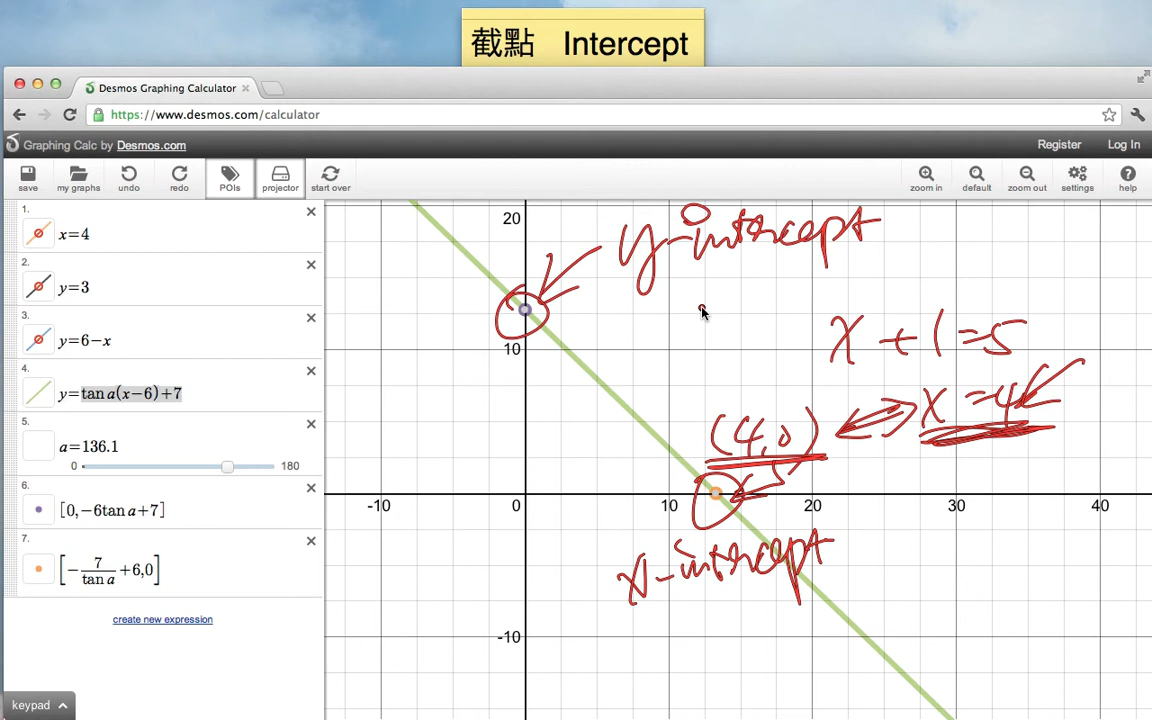 截點 Intercept
Desmos Graphing Calculator
https://www.desmos.com/calculator
Graphing Calc by Desmos.com
Register Log In
save my graphs undo redo POIs projector start over zoom in default zoom out settings help
1.
x=4
2.
y=3
3.
y=6−x
4.
y=tan a(x−6)+7
5.
a=136.1
0 180
6.
[0,−6tan a+7]
7.
[−7/tan a+6,0]
create new expression
keypad
20
y-intercept
x+1=5
10
x=4
(4,0)
-10 0 10 20 30 40
x-intercept
-10